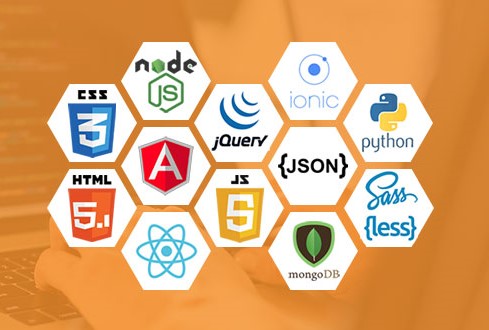 node
JS
ionic
CSS
3
jQuery
python
A
{JSON}
HTML
5.1
JS
5
Sass
{less}
mongoDB